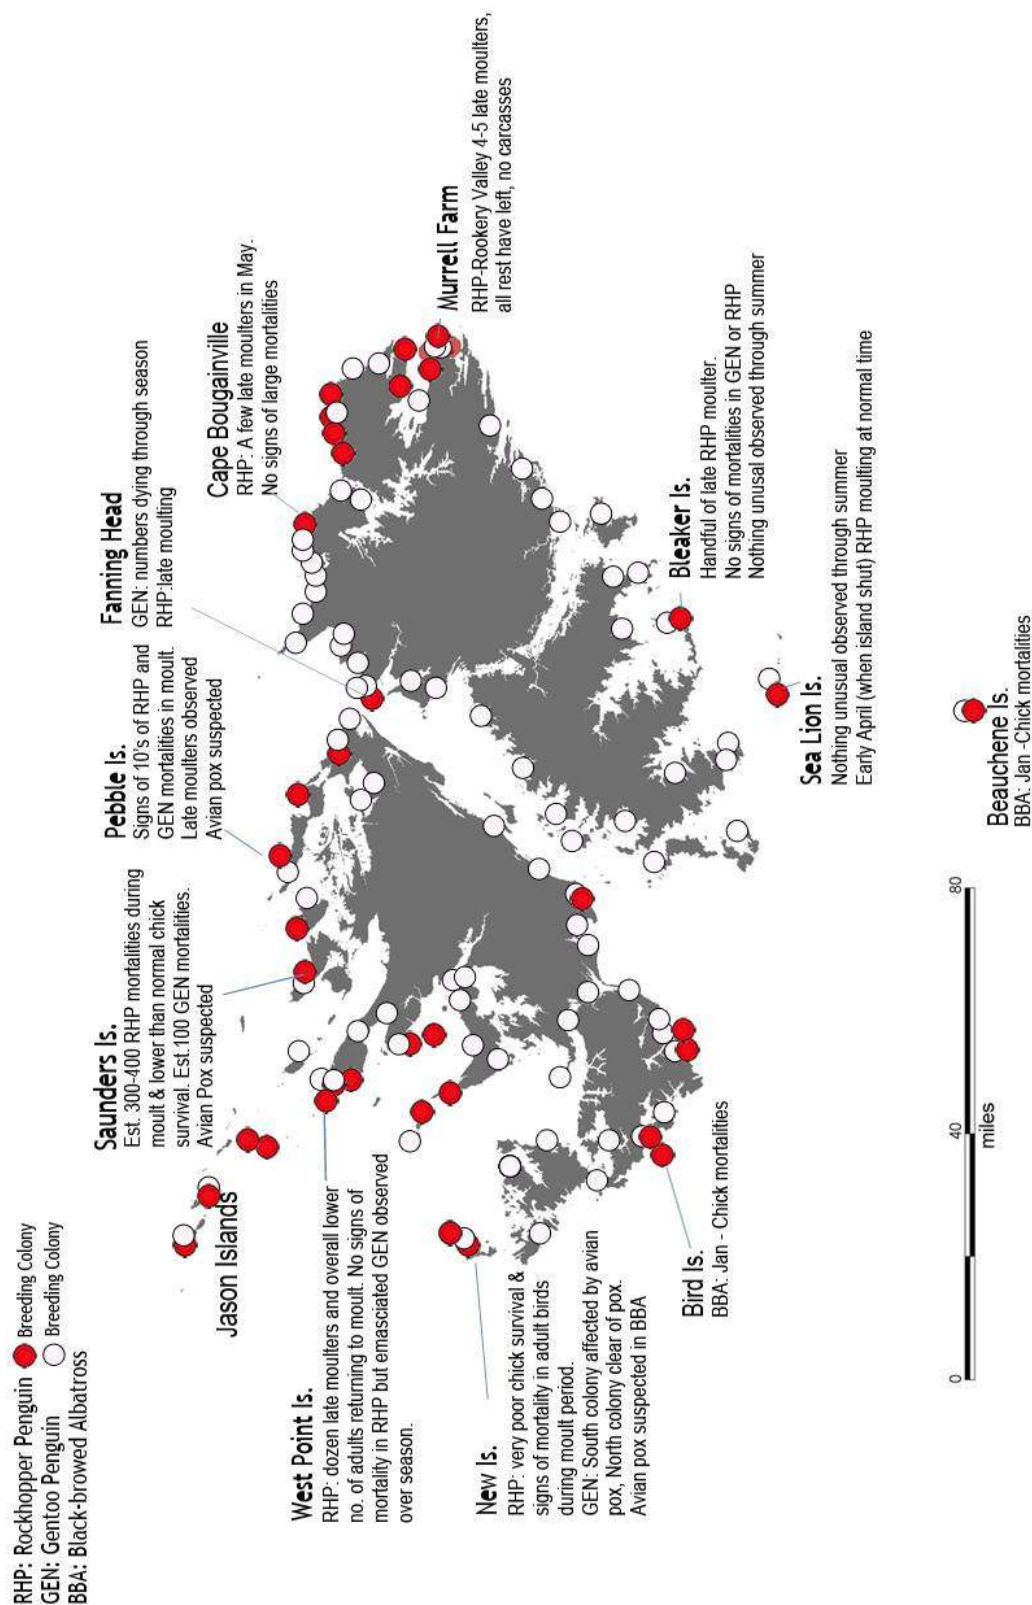 RHP: Rockhopper Penguin Breeding Colony
GEN: Gentoo Penguin Breeding Colony
BBA: Black-browed Albatross
Jason Islands
Saunders Is.
Est. 300-400 RHP mortalities during
moult & lower than normal chick
survival. Est.100 GEN mortalities.
Avian Pox suspected
Pebble Is.
Signs of 10's of RHP and
GEN mortalities in moult.
Late moulters observed
Avian pox suspected
Fanning Head
GEN: numbers dying through season
RHP:late moulting
Cape Bougainville
RHP: A few late moulters in May.
No signs of large mortalities
Murrell Farm
RHP-Rookery Valley 4-5 late moulters,
all rest have left, no carcasses
West Point Is.
RHP: dozen late moulters and overall lower
no. of adults returning to moult. No signs of
mortality in RHP but emasciated GEN observed
over season.
New Is.
RHP: very poor chick survival &
signs of mortality in adult birds
during moult period.
GEN: South colony affected by avian
pox, North colony clear of pox.
Avian pox suspected in BBA
Bird Is.
BBA: Jan - Chick mortalities
Bleaker Is.
Handful of late RHP moulter.
No signs of mortalities in GEN or RHP
Nothing unusual observed through summer
Sea Lion Is.
Nothing unusual observed through summer
Early April (when island shut) RHP moulting at normal time
Beauchene Is.
BBA: Jan -Chick mortalities
0 40 80
miles